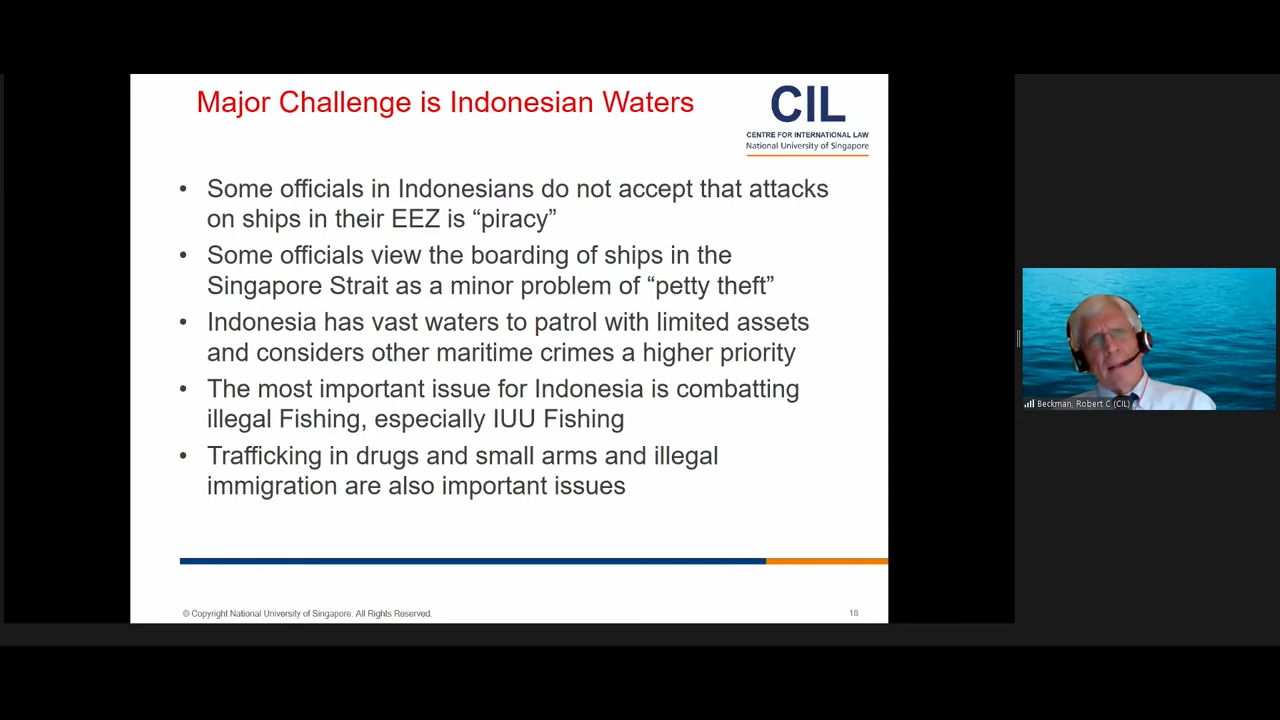 Major Challenge is Indonesian Waters
CIL
CENTRE FOR INTERNATIONAL LAW
National University of Singapore
• Some officials in Indonesians do not accept that attacks
on ships in their EEZ is “piracy”
• Some officials view the boarding of ships in the
Singapore Strait as a minor problem of “petty theft”
• Indonesia has vast waters to patrol with limited assets
and considers other maritime crimes a higher priority
• The most important issue for Indonesia is combatting
illegal Fishing, especially IUU Fishing
• Trafficking in drugs and small arms and illegal
immigration are also important issues
© Copyright National University of Singapore. All Rights Reserved.
18
Beckman, Robert C (CIL)